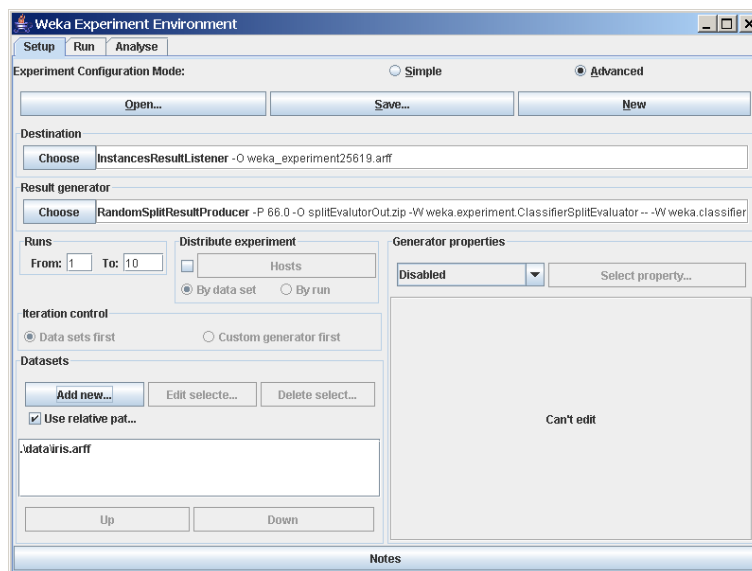 Weka Experiment Environment
Setup Run Analyse
Experiment Configuration Mode: Simple Advanced
Open... Save... New
Destination
Choose InstancesResultListener -O weka_experiment25619.arff
Result generator
Choose RandomSplitResultProducer -P 66.0 -O splitEvalutorOut.zip -W weka.experiment.ClassifierSplitEvaluator -- -W weka.classifier
Runs Distribute experiment Generator properties
From: 1 To: 10 Hosts Disabled Select property...
By data set By run
Iteration control
Data sets first Custom generator first
Datasets
Add new... Edit selecte... Delete select...
Use relative pat... Can't edit
.\data\iris.arff
Up Down
Notes